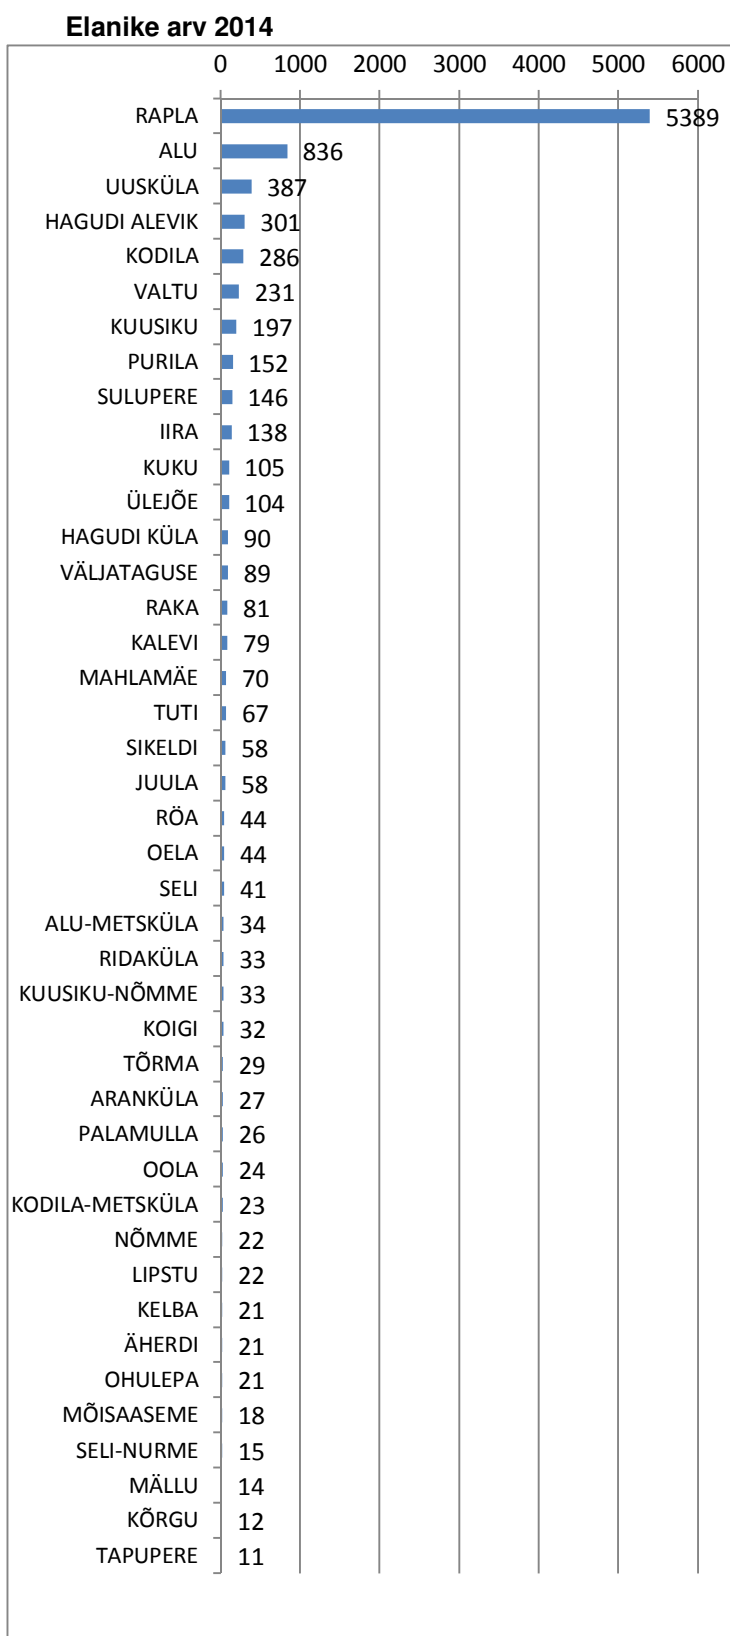 Elanike arv 2014
0 1000 2000 3000 4000 5000 6000
RAPLA 5389
ALU 836
UUSKÜLA 387
HAGUDI ALEVIK 301
KODILA 286
VALTU 231
KUUSIKU 197
PURILA 152
SULUPERE 146
IIRA 138
KUKU 105
ÜLEJÕE 104
HAGUDI KÜLA 90
VÄLJATAGUSE 89
RAKA 81
KALEVI 79
MAHLAMÄE 70
TUTI 67
SIKELDI 58
JUULA 58
RÖA 44
OELA 44
SELI 41
ALU-METSKÜLA 34
RIDAKÜLA 33
KUUSIKU-NÕMME 33
KOIGI 32
TÕRMA 29
ARANKÜLA 27
PALAMULLA 26
OOLA 24
KODILA-METSKÜLA 23
NÕMME 22
LIPSTU 22
KELBA 21
ÄHERDI 21
OHULEPA 21
MÕISAASEME 18
SELI-NURME 15
MÄLLU 14
KÕRGU 12
TAPUPERE 11